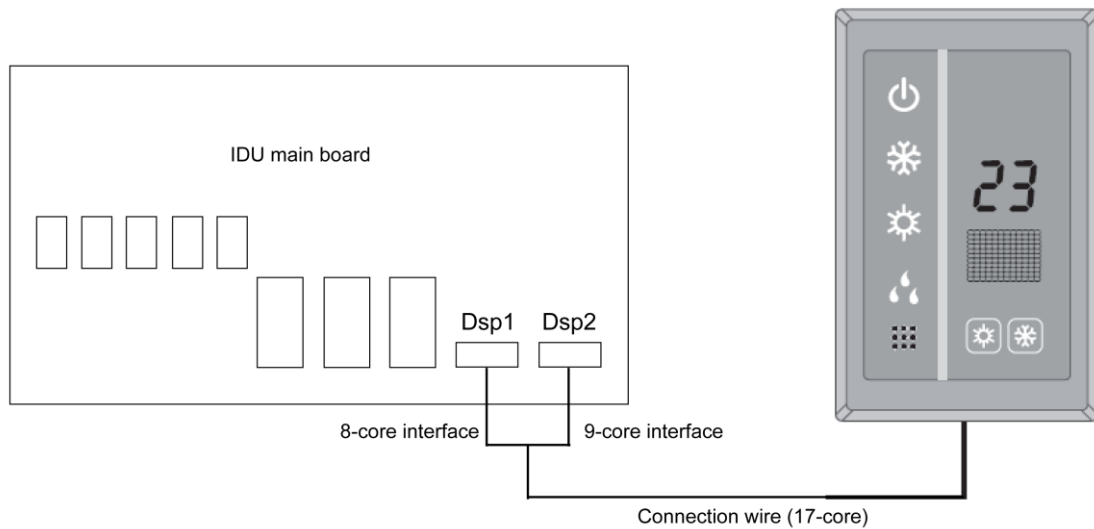 IDU main board
23
Dsp1 Dsp2
8-core interface 9-core interface
Connection wire (17-core)